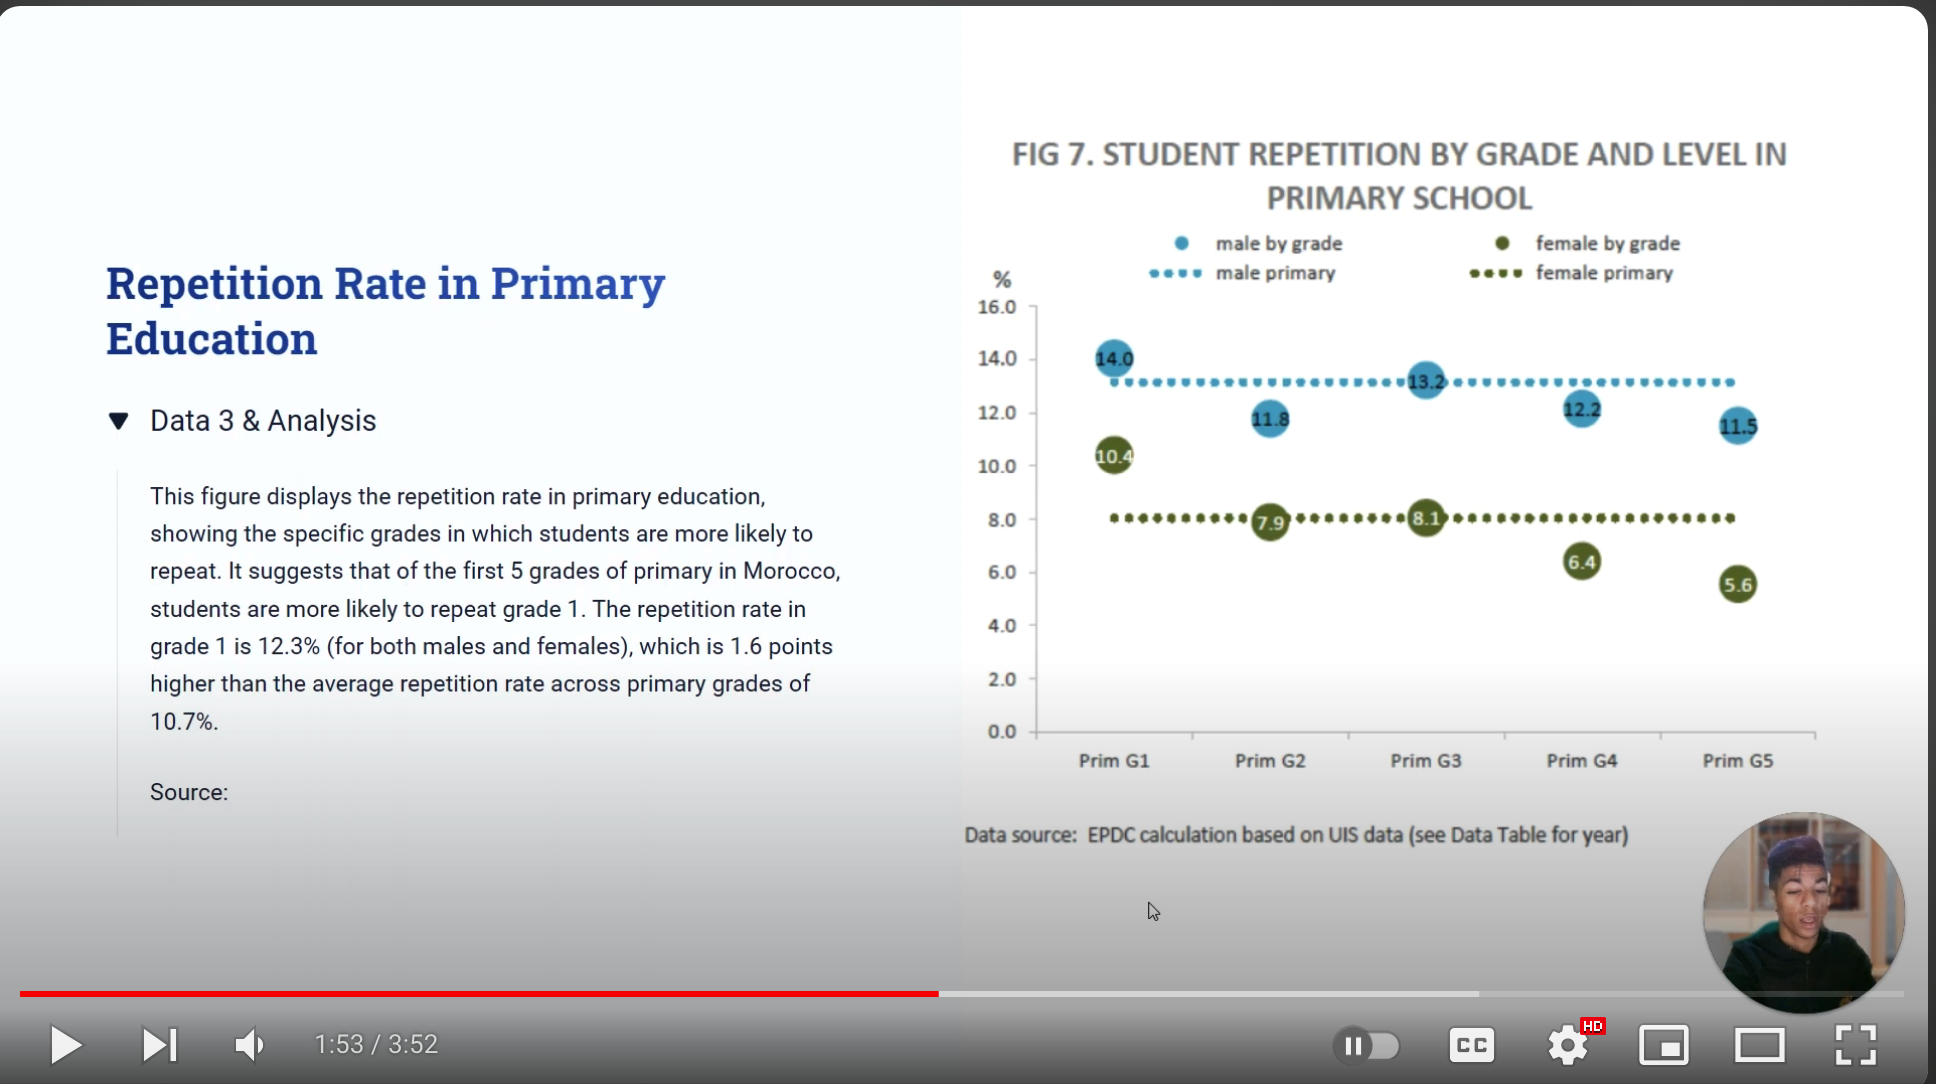 Repetition Rate in Primary
Education
Data 3 & Analysis
This figure displays the repetition rate in primary education,
showing the specific grades in which students are more likely to
repeat. It suggests that of the first 5 grades of primary in Morocco,
students are more likely to repeat grade 1. The repetition rate in
grade 1 is 12.3% (for both males and females), which is 1.6 points
higher than the average repetition rate across primary grades of
10.7%.
Source:
FIG 7. STUDENT REPETITION BY GRADE AND LEVEL IN
PRIMARY SCHOOL
male by grade
female by grade
male primary
female primary
%
16.0
14.0
12.0
10.0
8.0
6.0
4.0
2.0
0.0
14.0
11.8
13.2
12.2
11.5
10.4
7.9
8.1
6.4
5.6
Prim G1 Prim G2 Prim G3 Prim G4 Prim G5
Data source: EPDC calculation based on UIS data (see Data Table for year)
1:53 / 3:52
CC
HD